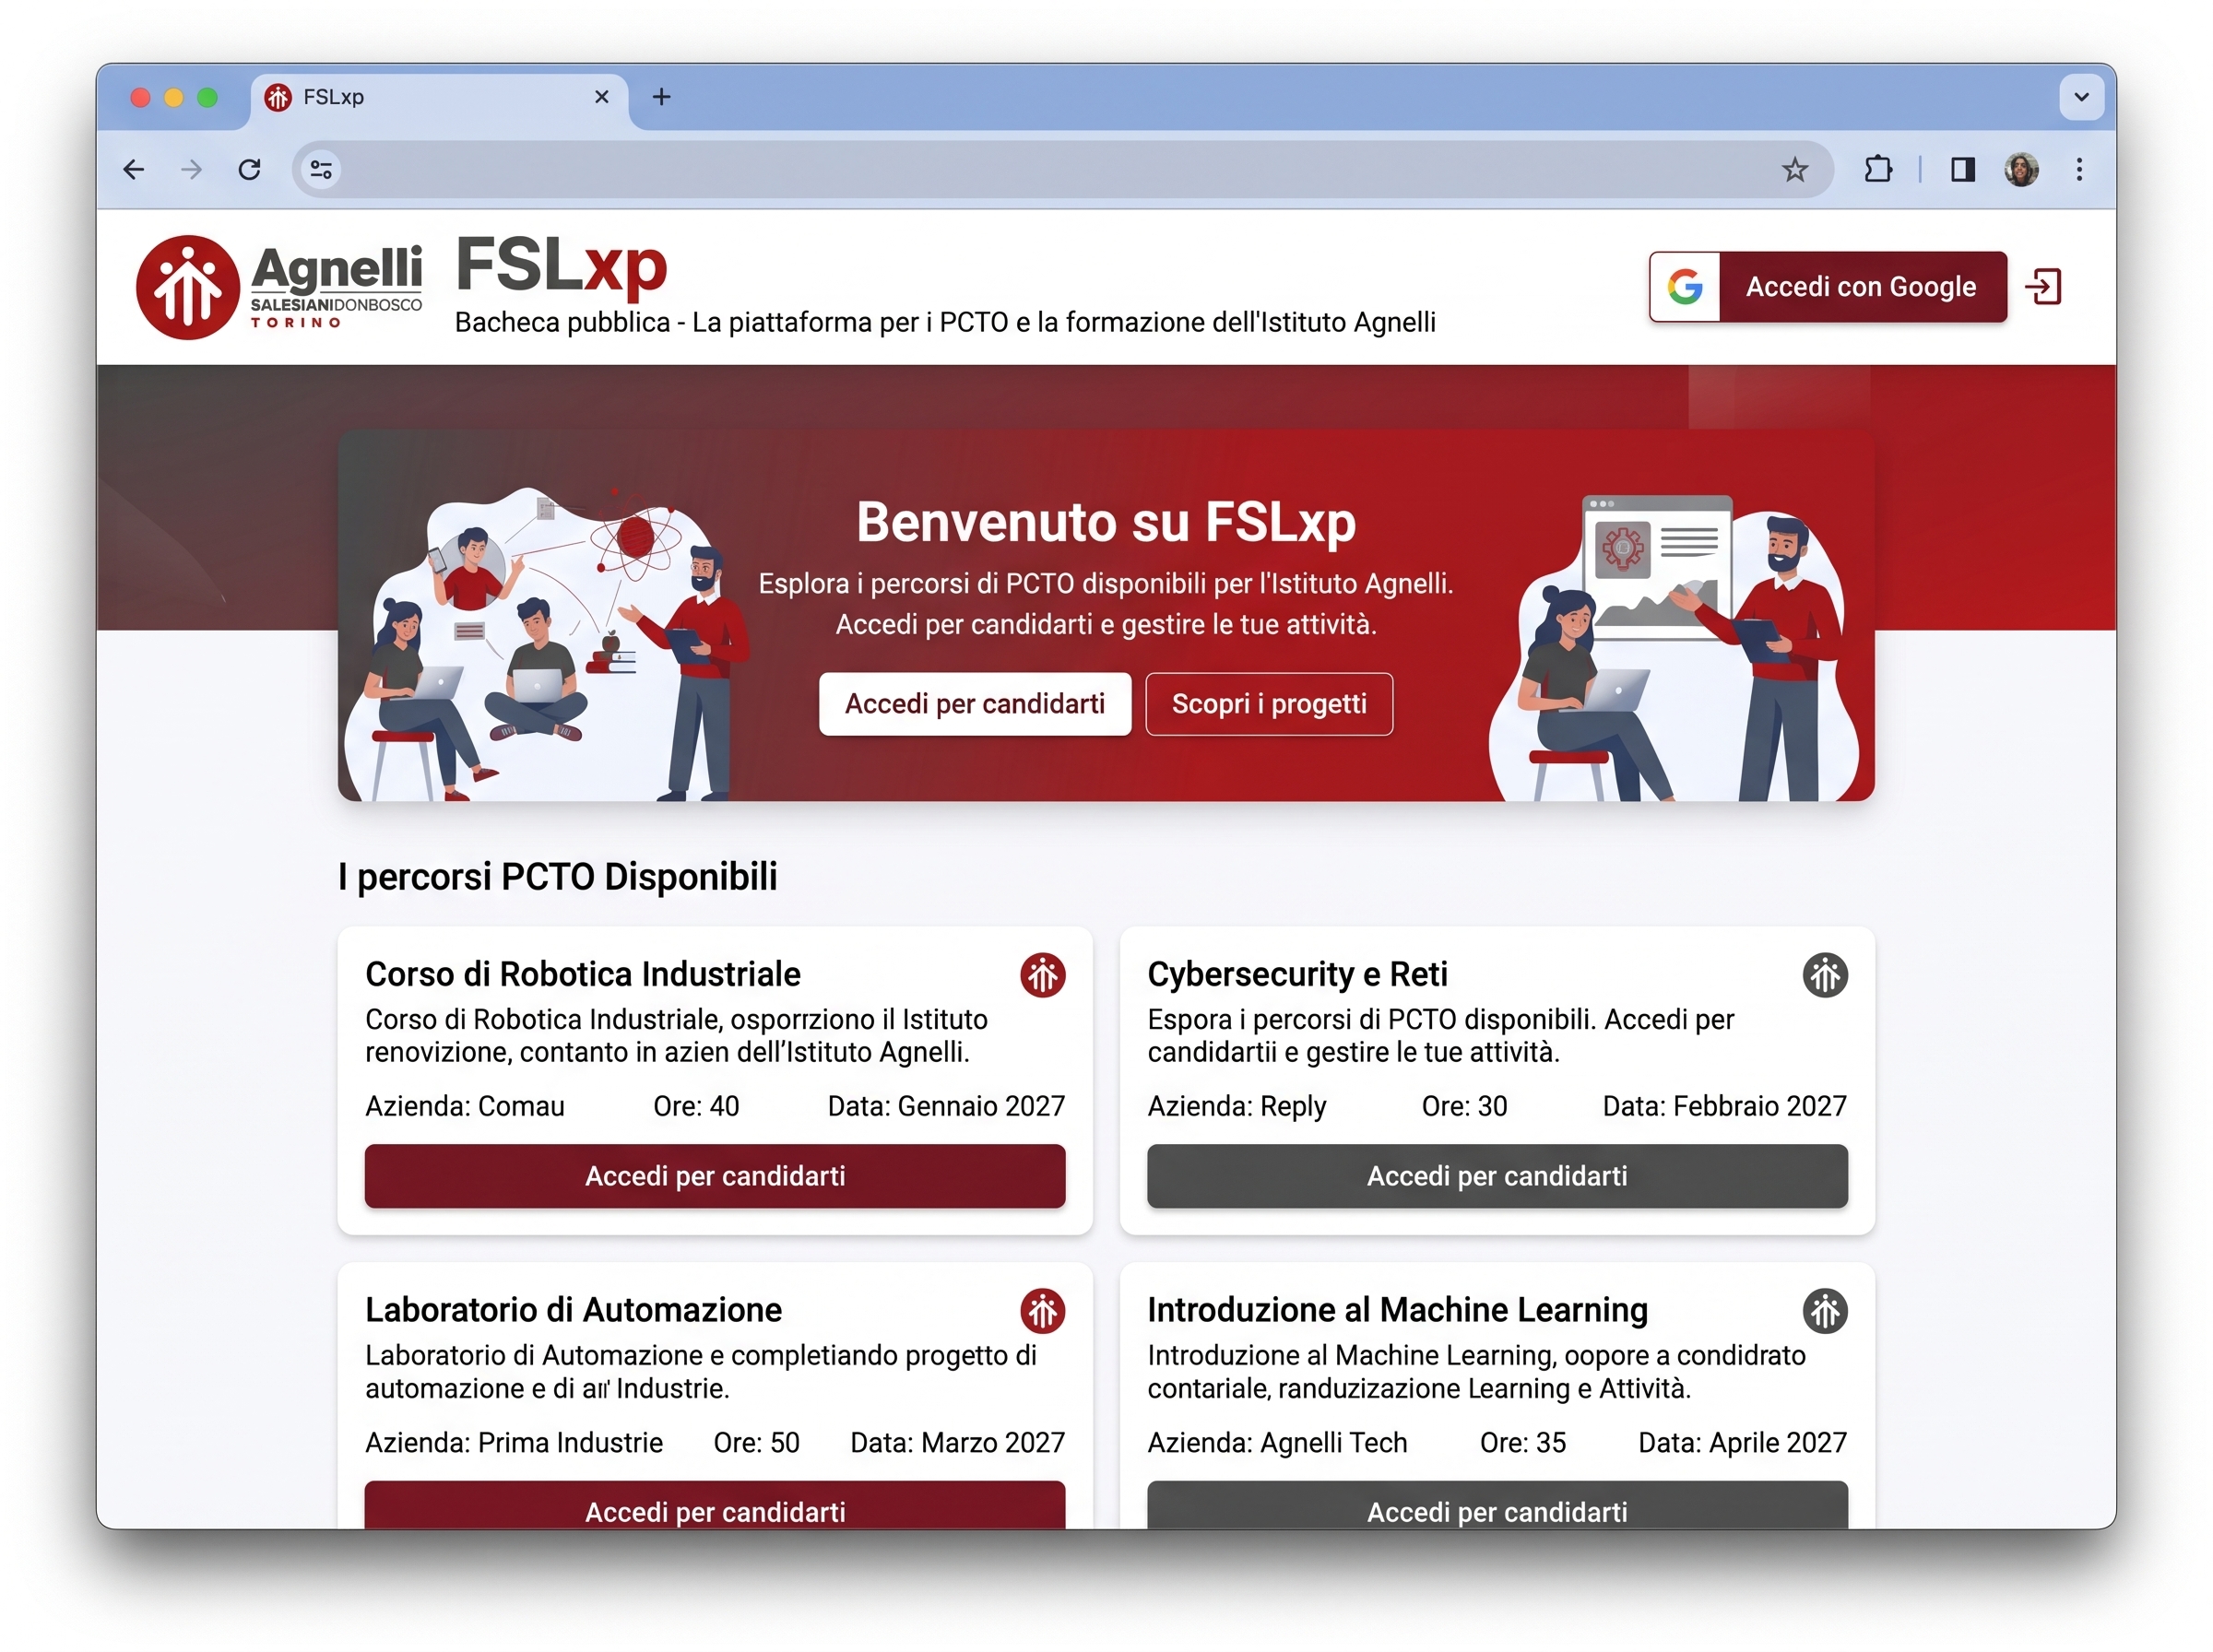 FSLxp
Agnelli
SALESIANIDONBOSCO
TORINO
FSLxp
Bacheca pubblica - La piattaforma per i PCTO e la formazione dell'Istituto Agnelli
Accedi con Google
Benvenuto su FSLxp
Esplora i percorsi di PCTO disponibili per l'Istituto Agnelli.
Accedi per candidarti e gestire le tue attività.
Accedi per candidarti
Scopri i progetti
I percorsi PCTO Disponibili
Corso di Robotica Industriale
Corso di Robotica Industriale, osporrziono il Istituto
renovizione, contanto in azien dell'Istituto Agnelli.
Azienda: Comau Ore: 40 Data: Gennaio 2027
Accedi per candidarti
Cybersecurity e Reti
Espora i percorsi di PCTO disponibili. Accedi per
candidartii e gestire le tue attività.
Azienda: Reply Ore: 30 Data: Febbraio 2027
Accedi per candidarti
Laboratorio di Automazione
Laboratorio di Automazione e completiando progetto di
automazione e di Industrie.
Azienda: Prima Industrie Ore: 50 Data: Marzo 2027
Accedi per candidarti
Introduzione al Machine Learning
Introduzione al Machine Learning, oopore a condidrato
contariale, randuzizazione Learning e Attività.
Azienda: Agnelli Tech Ore: 35 Data: Aprile 2027
Accedi per candidarti